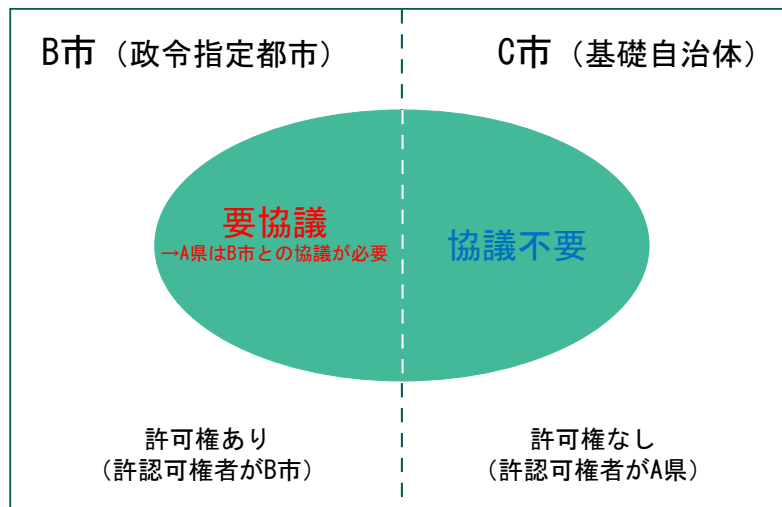 B市（政令指定都市）
C市（基礎自治体）
要協議
→A県はB市との協議が必要
協議不要
許可権あり
（許認可権者がB市）
許可権なし
（許認可権者がA県）